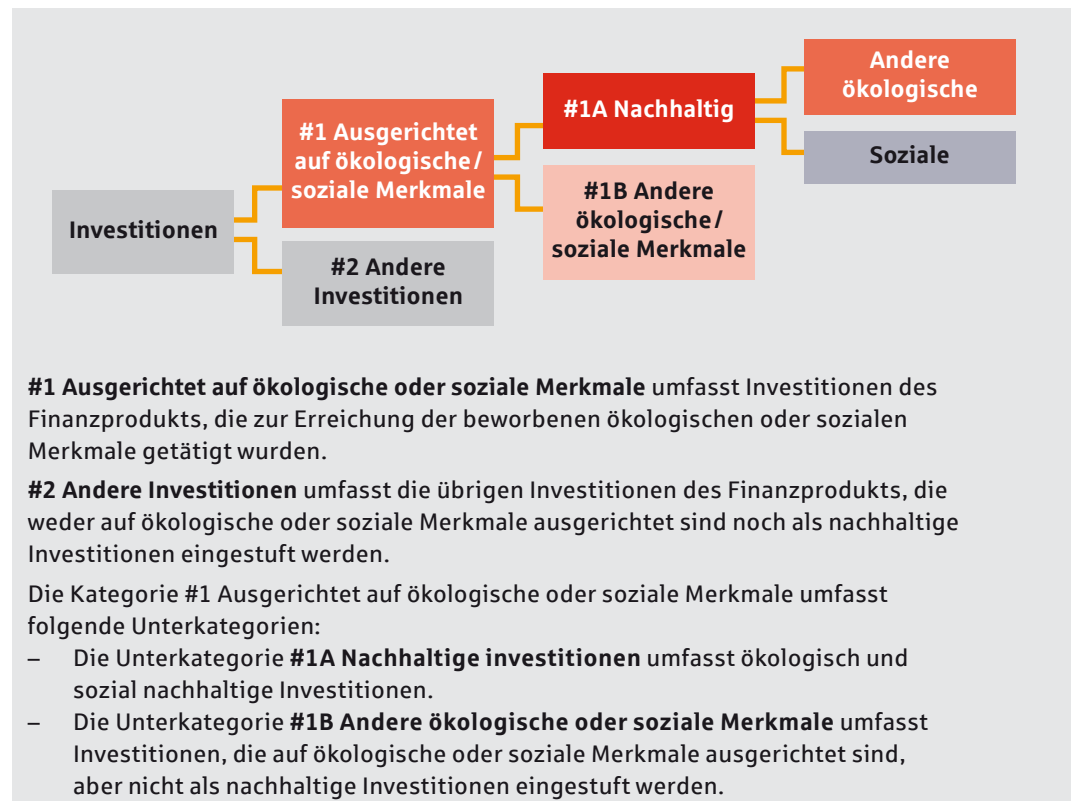 Investitionen
#1 Ausgerichtet
auf ökologische/
soziale Merkmale
#2 Andere
Investitionen
#1A Nachhaltig
#1B Andere
ökologische/
soziale Merkmale
Andere
ökologische
Soziale
#1 Ausgerichtet auf ökologische oder soziale Merkmale umfasst Investitionen des
Finanzprodukts, die zur Erreichung der beworbenen ökologischen oder sozialen
Merkmale getätigt wurden.
#2 Andere Investitionen umfasst die übrigen Investitionen des Finanzprodukts, die
weder auf ökologische oder soziale Merkmale ausgerichtet sind noch als nachhaltige
Investitionen eingestuft werden.
Die Kategorie #1 Ausgerichtet auf ökologische oder soziale Merkmale umfasst
folgende Unterkategorien:
– Die Unterkategorie #1A Nachhaltige investitionen umfasst ökologisch und
sozial nachhaltige Investitionen.
– Die Unterkategorie #1B Andere ökologische oder soziale Merkmale umfasst
Investitionen, die auf ökologische oder soziale Merkmale ausgerichtet sind,
aber nicht als nachhaltige Investitionen eingestuft werden.